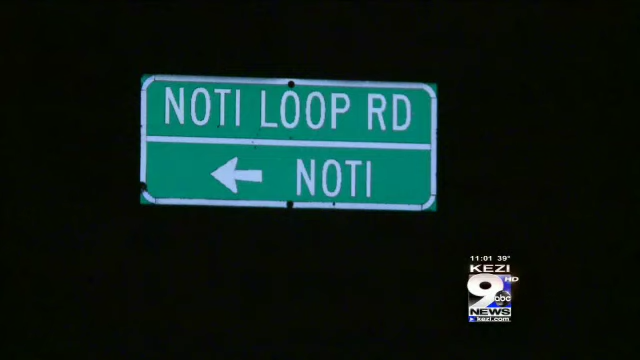 NOTI LOOP RD
← NOTI
11:01 39°
KEZI
9 HD
abc
NEWS
kezi.com